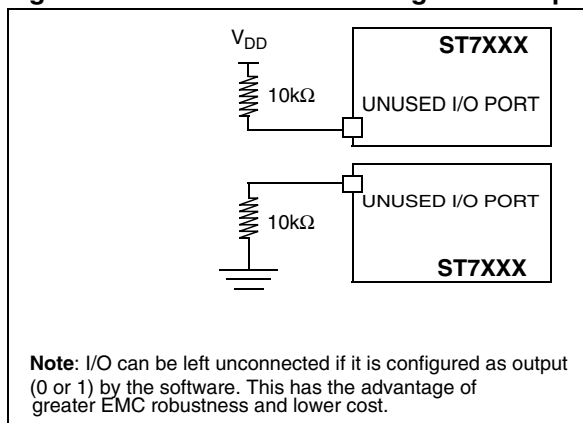 V_DD
ST7XXX
10kΩ
UNUSED I/O PORT
UNUSED I/O PORT
10kΩ
ST7XXX
Note: I/O can be left unconnected if it is configured as output
(0 or 1) by the software. This has the advantage of
greater EMC robustness and lower cost.